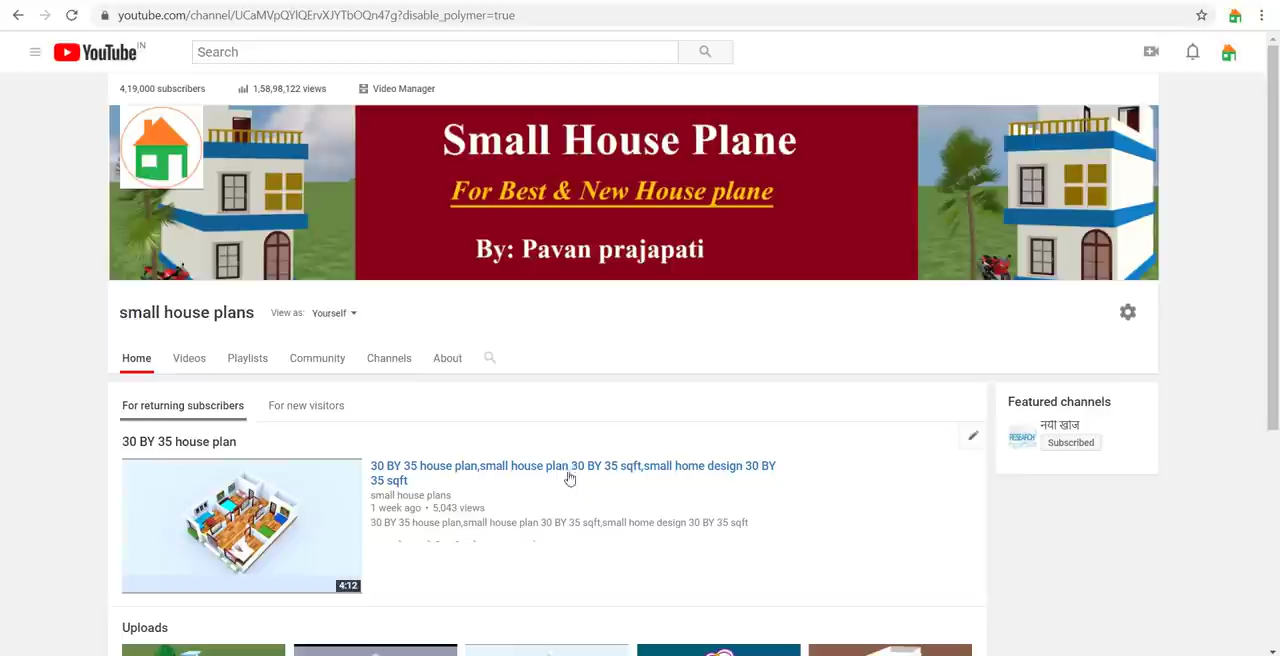 youtube.com/channel/UCaMVpQYlQErvXJYTbOQn47g?disable_polymer=true
YouTube IN
Search
4,19,000 subscribers
1,58,98,122 views
Video Manager
Small House Plane
For Best & New House plane
By: Pavan prajapati
small house plans
View as: Yourself
Home
Videos
Playlists
Community
Channels
About
For returning subscribers
For new visitors
Featured channels
नयी खोज
RESEARCH
Subscribed
30 BY 35 house plan
30 BY 35 house plan,small house plan 30 BY 35 sqft,small home design 30 BY
35 sqft
small house plans
1 week ago • 5,043 views
30 BY 35 house plan,small house plan 30 BY 35 sqft,small home design 30 BY 35 sqft
4:12
Uploads